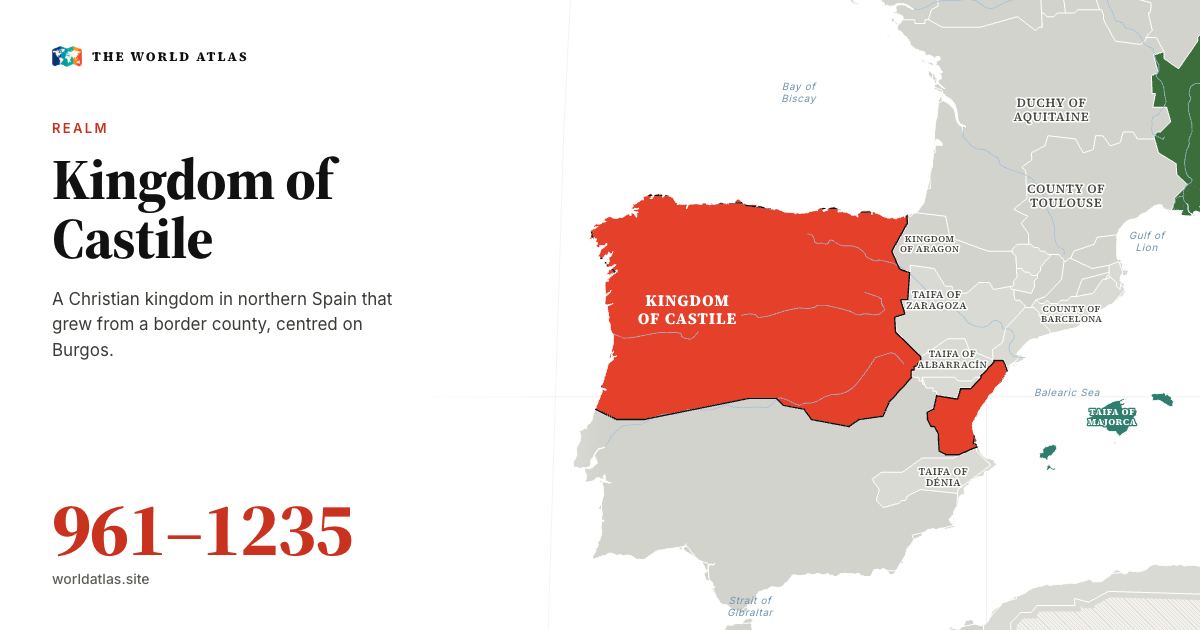 THE WORLD ATLAS
REALM
Kingdom of
Castile
A Christian kingdom in northern Spain that
grew from a border county, centred on
Burgos.
961–1235
worldatlas.site
Bay of
Biscay
DUCHY OF
AQUITAINE
COUNTY OF
TOULOUSE
Gulf of
Lion
KINGDOM
OF ARAGON
KINGDOM
OF CASTILE
TAIFA OF
ZARAGOZA
COUNTY OF
BARCELONA
TAIFA OF
ALBARRACÍN
Balearic Sea
TAIFA OF
MAJORCA
TAIFA OF
DÉNIA
Strait of
Gibraltar